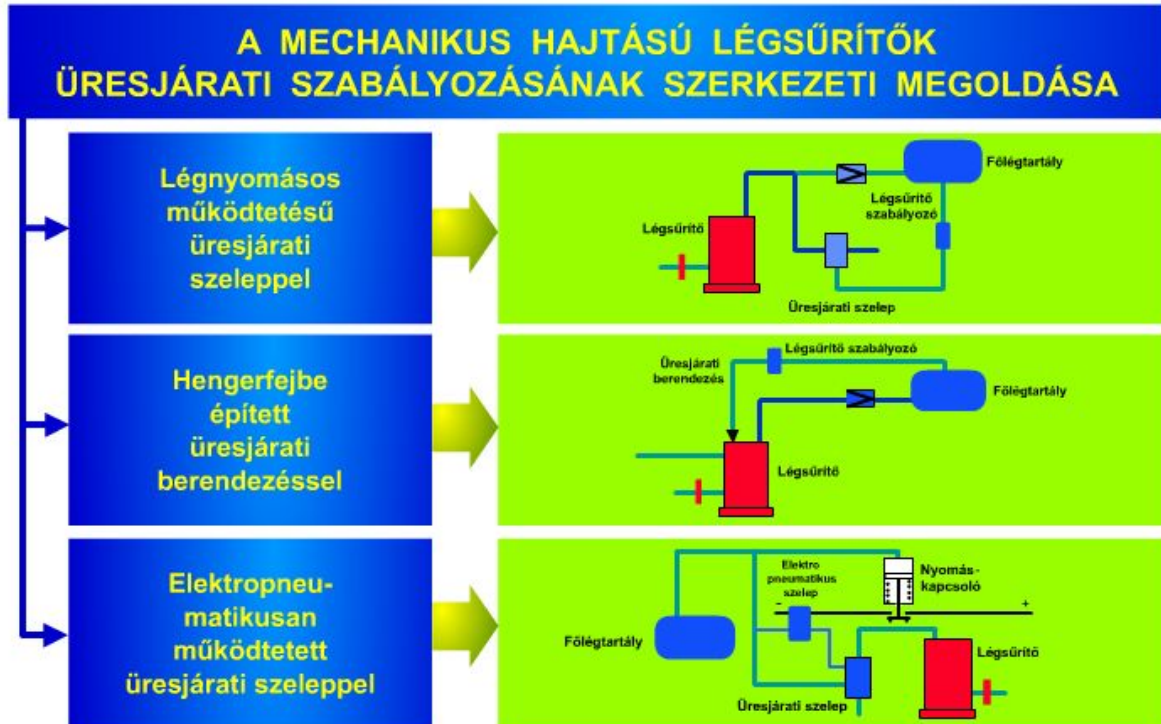 A MECHANIKUS HAJTÁSÚ LÉGSŰRÍTŐK
ÜRESJÁRATI SZABÁLYOZÁSÁNAK SZERKEZETI MEGOLDÁSA
Légnyomásos
működtetésű
üresjárati
szeleppel
Főlégtartály
Légsűrítő
szabályozó
Légsűrítő
Üresjárati szelep
Hengerfejbe
épített
üresjárati
berendezéssel
Légsűrítő szabályozó
Üresjárati
berendezés
Főlégtartály
Légsűrítő
Elektropneu-
matikusan
működtetett
üresjárati szeleppel
Elektro
pneumatikus
szelep
Nyomás-
kapcsoló
- +
Főlégtartály
Légsűrítő
Üresjárati szelep